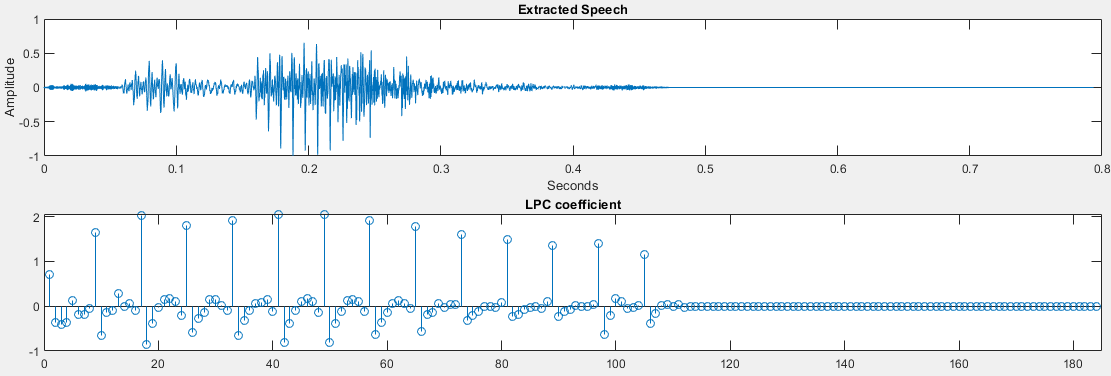 Extracted Speech
1
0.5
0
-0.5
-1
Amplitude
0 0.1 0.2 0.3 0.4 0.5 0.6 0.7 0.8
Seconds
LPC coefficient
2
1
0
-1
0 20 40 60 80 100 120 140 160 180